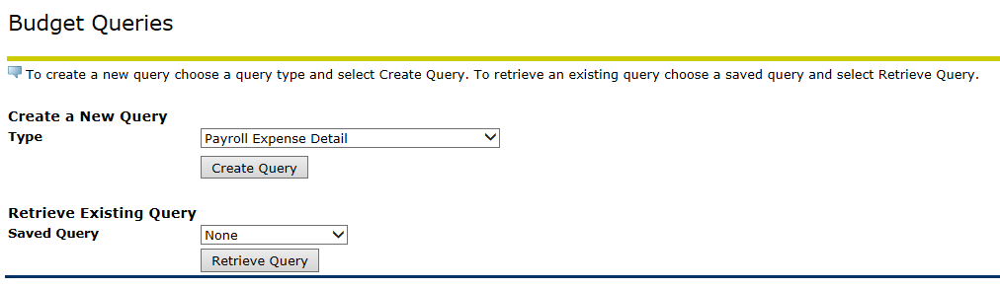 Budget Queries
To create a new query choose a query type and select Create Query. To retrieve an existing query choose a saved query and select Retrieve Query.
Create a New Query
Type Payroll Expense Detail
Create Query
Retrieve Existing Query
Saved Query None
Retrieve Query